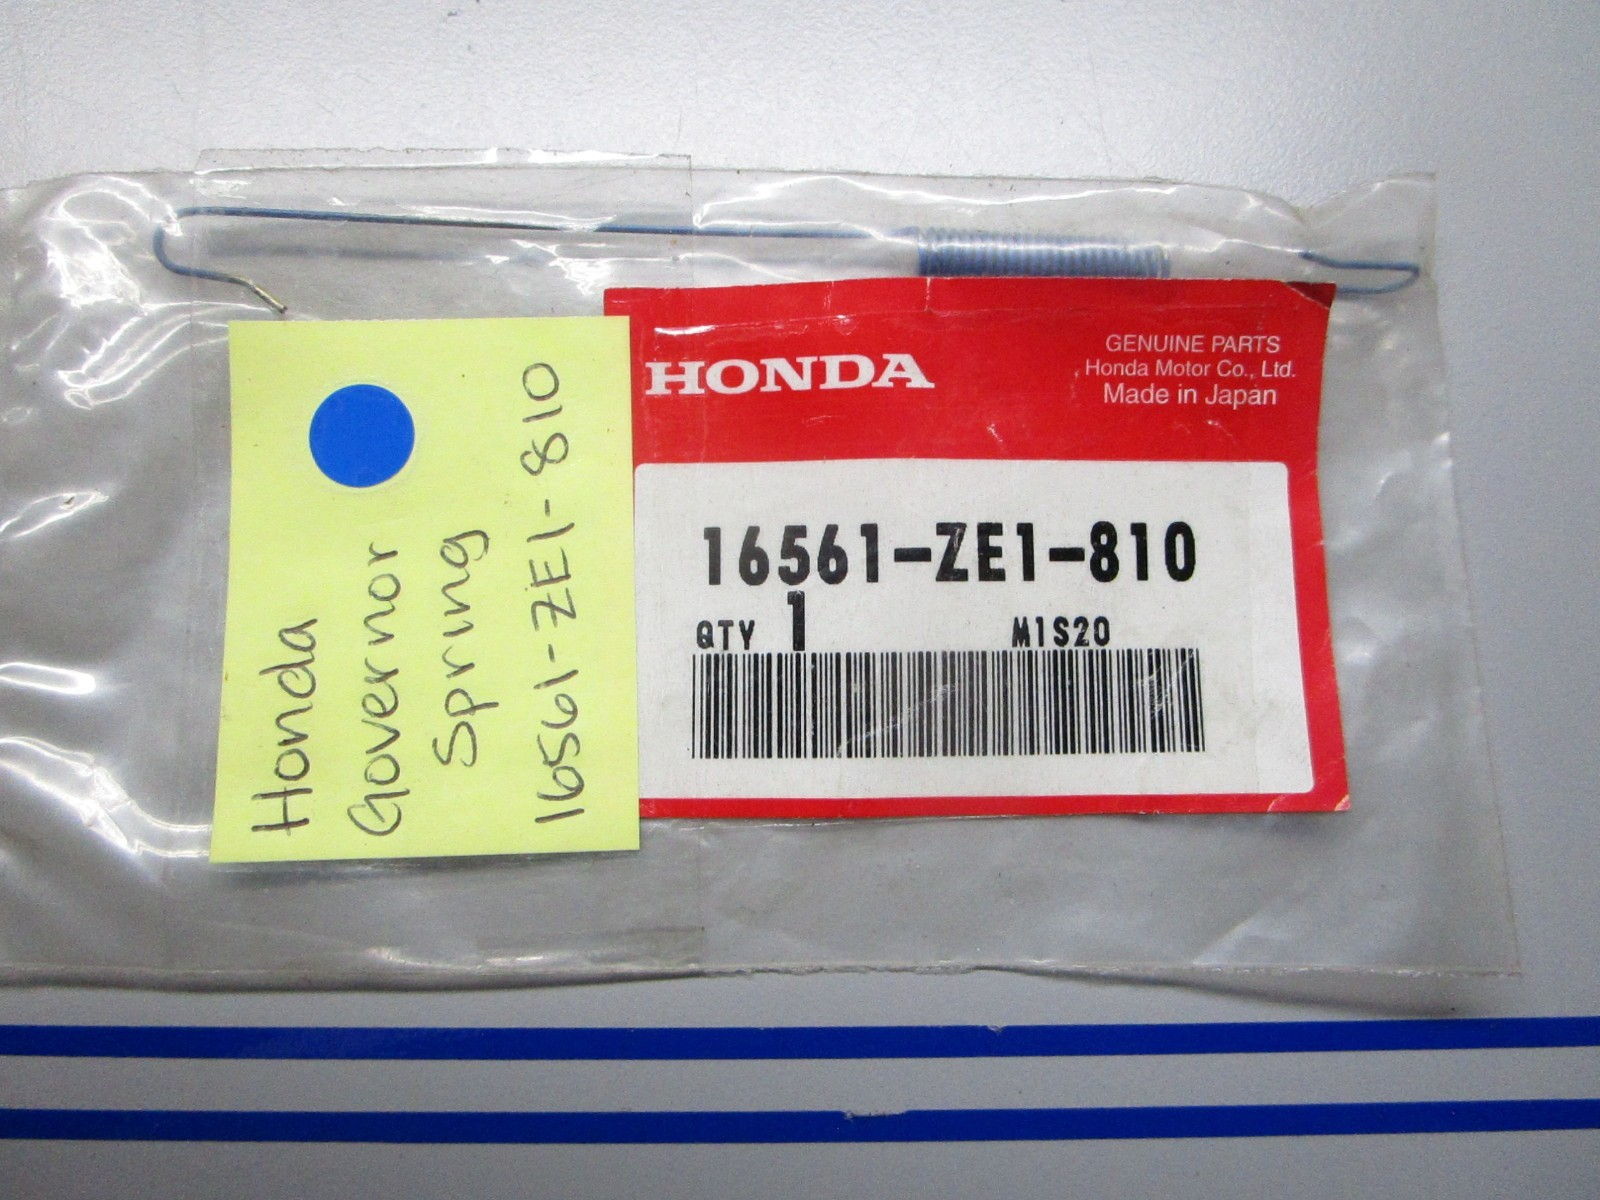 Honda
Governor
Spring
16561-ZE1-810
HONDA
GENUINE PARTS
Honda Motor Co., Ltd.
Made in Japan
16561-ZE1-810
QTY 1 M1S20